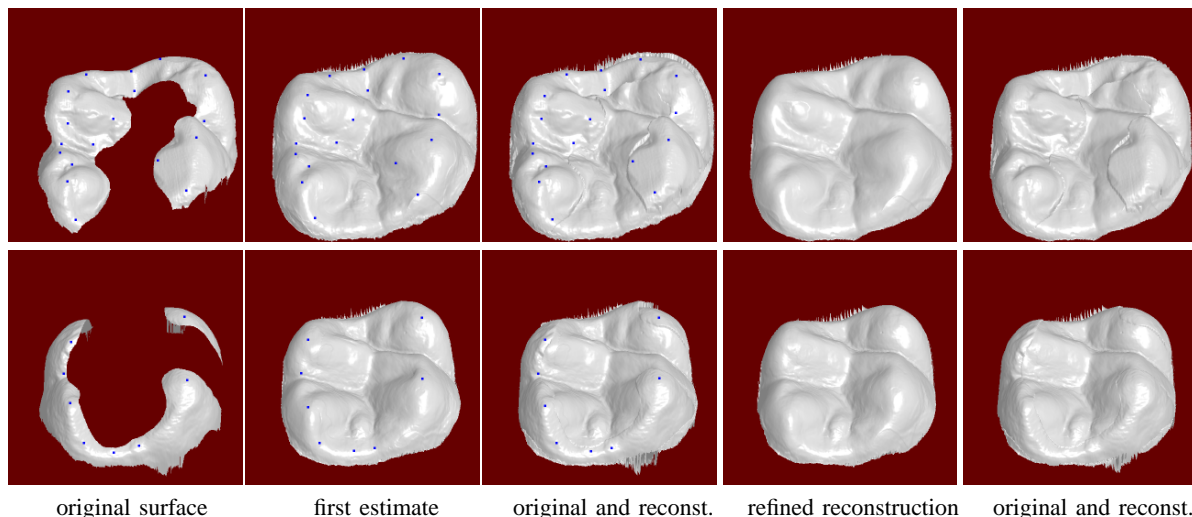 original surface first estimate original and reconst. refined reconstruction original and reconst.